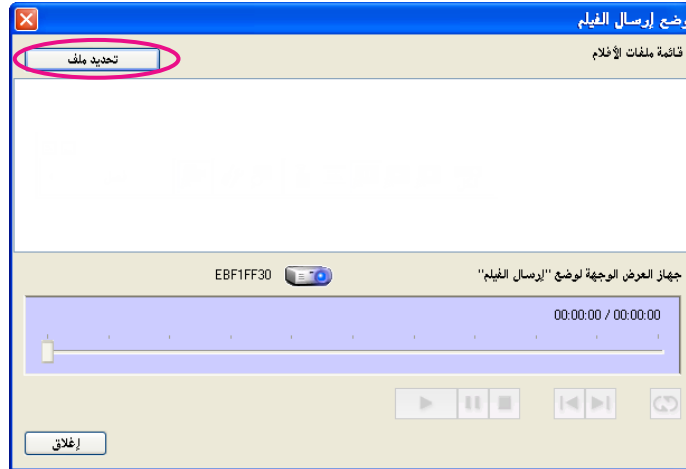 وضع إرسال الفيلم
قائمة ملفات الأفلام
تحديد ملف
جهاز العرض الوجهة لوضع "إرسال الفيلم"
EBF1FF30
00:00:00 / 00:00:00
إغلاق